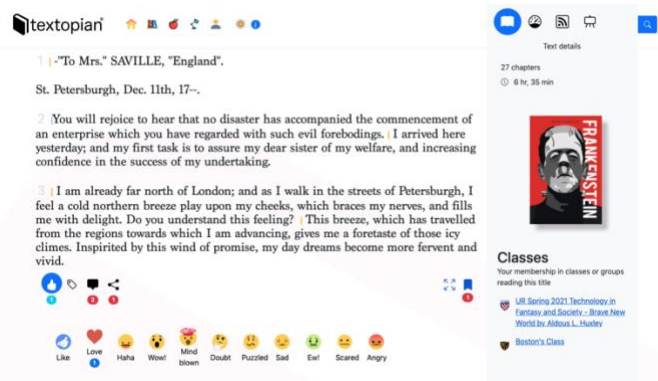 textopian
Text details
27 chapters
6 hr, 35 min
1 -"To Mrs." SAVILLE, "England".
St. Petersburgh, Dec. 11th, 17--.
2 You will rejoice to hear that no disaster has accompanied the commencement of
an enterprise which you have regarded with such evil forebodings. I arrived here
yesterday; and my first task is to assure my dear sister of my welfare, and increasing
confidence in the success of my undertaking.
3 I am already far north of London; and as I walk in the streets of Petersburgh, I
feel a cold northern breeze play upon my cheeks, which braces my nerves, and fills
me with delight. Do you understand this feeling? This breeze, which has travelled
from the regions towards which I am advancing, gives me a foretaste of those icy
climes. Inspirited by this wind of promise, my day dreams become more fervent and
vivid.
1
2
1
1
Like
Love
1
Haha
Wow!
Mind
blown
Doubt
Puzzled
Sad
Ew!
Scared
Angry
FRANKENSTEIN
Classes
Your membership in classes or groups
reading this title
UR Spring 2021 Technology in
Fantasy and Society - Brave New
World by Aldous L. Huxley
Boston's Class